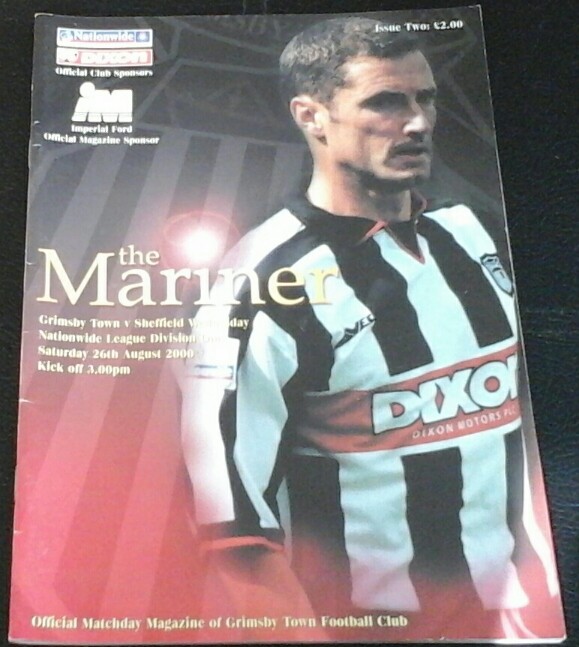 Issue Two: £2.00
Nationwide
DIXON
Official Club Sponsors
iM
Imperial Ford
Official Magazine Sponsor
the
Mariner
Grimsby Town v Sheffield Wednesday
Nationwide League Division
Saturday 26th August 2000
Kick off 3.00pm
DIXON
DIXON MOTORS PLC
Official Matchday Magazine of Grimsby Town Football Club